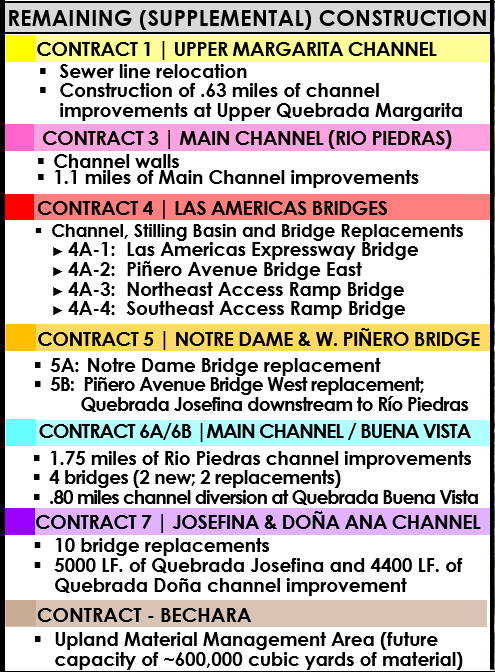 REMAINING (SUPPLEMENTAL) CONSTRUCTION
CONTRACT 1 | UPPER MARGARITA CHANNEL
▪ Sewer line relocation
▪ Construction of .63 miles of channel
improvements at Upper Quebrada Margarita
CONTRACT 3 | MAIN CHANNEL (RIO PIEDRAS)
▪ Channel walls
▪ 1.1 miles of Main Channel improvements
CONTRACT 4 | LAS AMERICAS BRIDGES
▪ Channel, Stilling Basin and Bridge Replacements
► 4A-1: Las Americas Expressway Bridge
► 4A-2: Piñero Avenue Bridge East
► 4A-3: Northeast Access Ramp Bridge
► 4A-4: Southeast Access Ramp Bridge
CONTRACT 5 | NOTRE DAME & W. PIÑERO BRIDGE
▪ 5A: Notre Dame Bridge replacement
▪ 5B: Piñero Avenue Bridge West replacement;
Quebrada Josefina downstream to Río Piedras
CONTRACT 6A/6B |MAIN CHANNEL / BUENA VISTA
▪ 1.75 miles of Rio Piedras channel improvements
▪ 4 bridges (2 new; 2 replacements)
▪ .80 miles channel diversion at Quebrada Buena Vista
CONTRACT 7 | JOSEFINA & DOÑA ANA CHANNEL
▪ 10 bridge replacements
▪ 5000 LF. of Quebrada Josefina and 4400 LF. of
Quebrada Doña channel improvement
CONTRACT - BECHARA
▪ Upland Material Management Area (future
capacity of ~600,000 cubic yards of material)